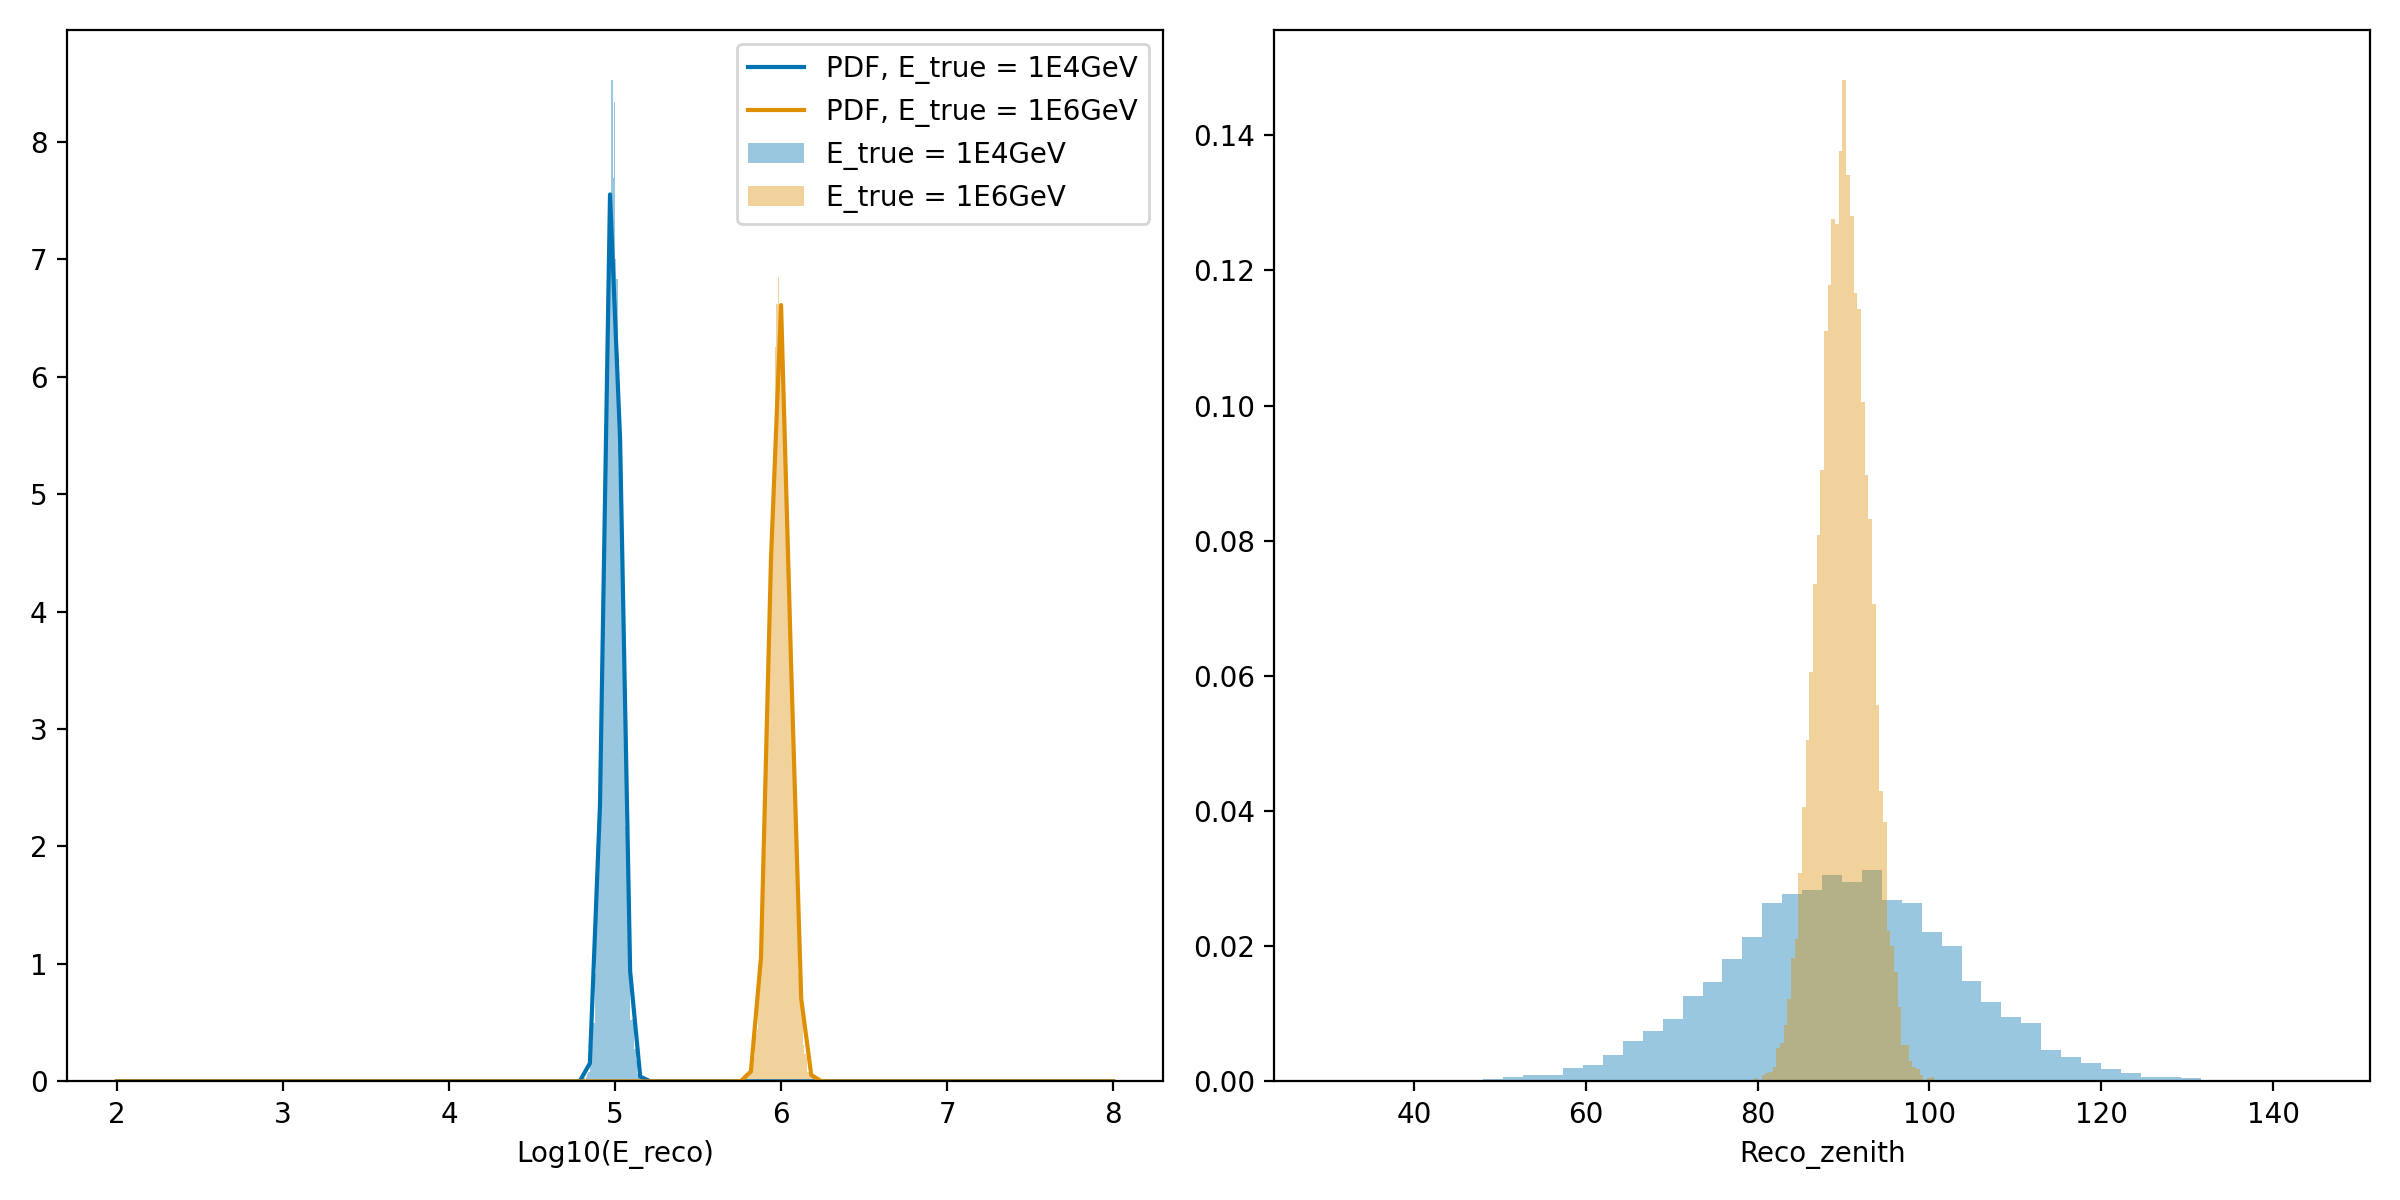 PDF, E_true = 1E4GeV
PDF, E_true = 1E6GeV
E_true = 1E4GeV
E_true = 1E6GeV
8
7
6
5
4
3
2
1
0
2 3 4 5 6 7 8
Log10(E_reco)
0.14
0.12
0.10
0.08
0.06
0.04
0.02
0.00
40 60 80 100 120 140
Reco_zenith